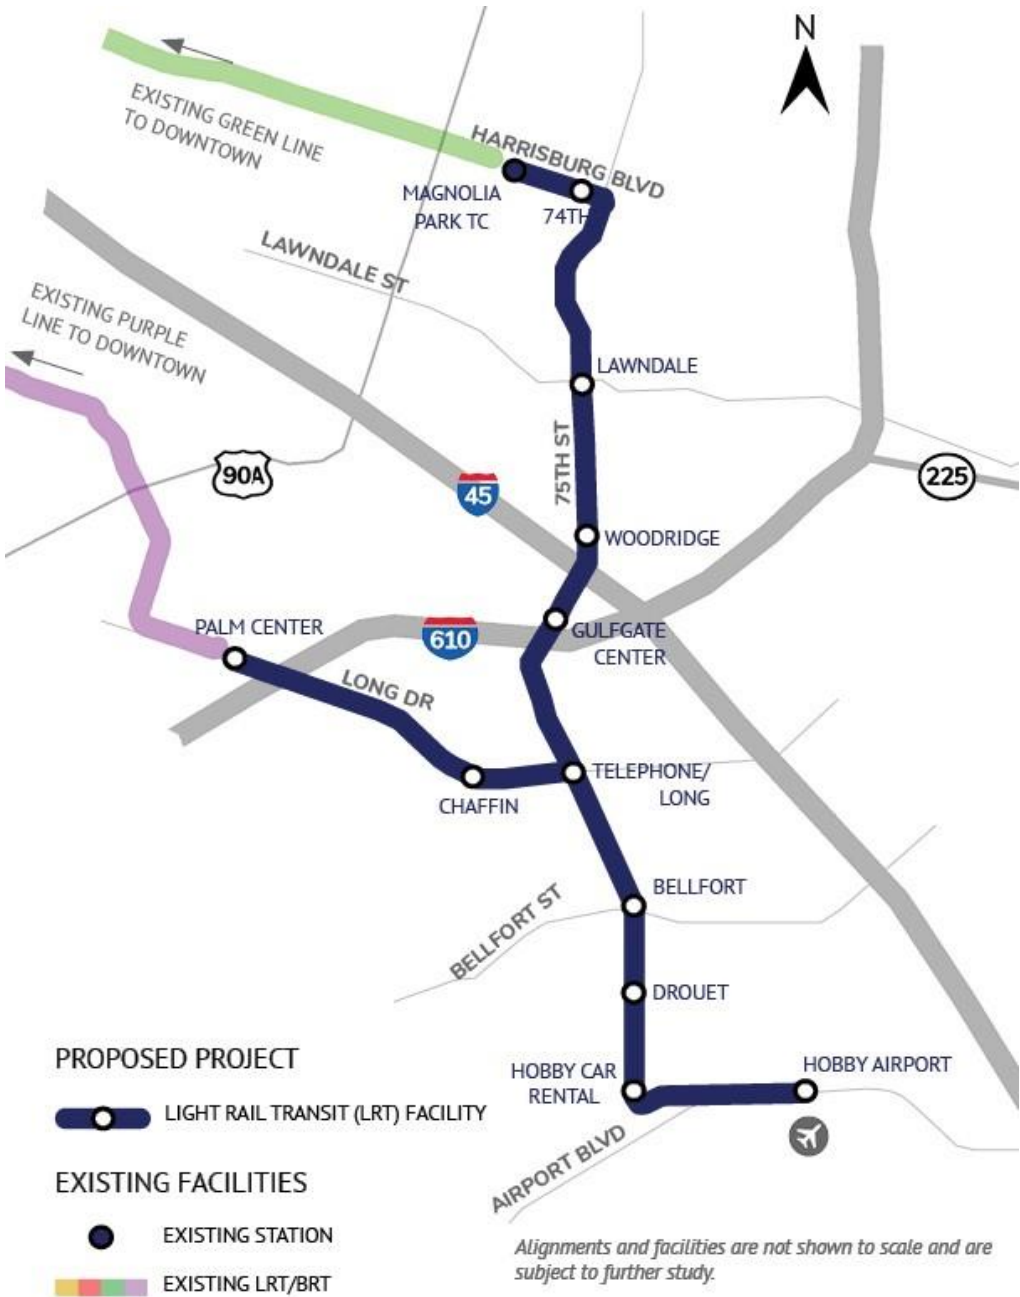 N
HARRISBURG BLVD
EXISTING GREEN LINE
TO DOWNTOWN
MAGNOLIA
PARK TC
74TH
LAWNDALE ST
EXISTING PURPLE
LINE TO DOWNTOWN
LAWNDALE
75TH ST
90A
45
225
WOODRIDGE
PALM CENTER
610
GULFGATE
CENTER
LONG DR
TELEPHONE/
LONG
CHAFFIN
BELLFORT
BELLFORT ST
DROUET
HOBBY CAR
RENTAL
HOBBY AIRPORT
AIRPORT BLVD
PROPOSED PROJECT
LIGHT RAIL TRANSIT (LRT) FACILITY
EXISTING FACILITIES
EXISTING STATION
EXISTING LRT/BRT
Alignments and facilities are not shown to scale and are
subject to further study.